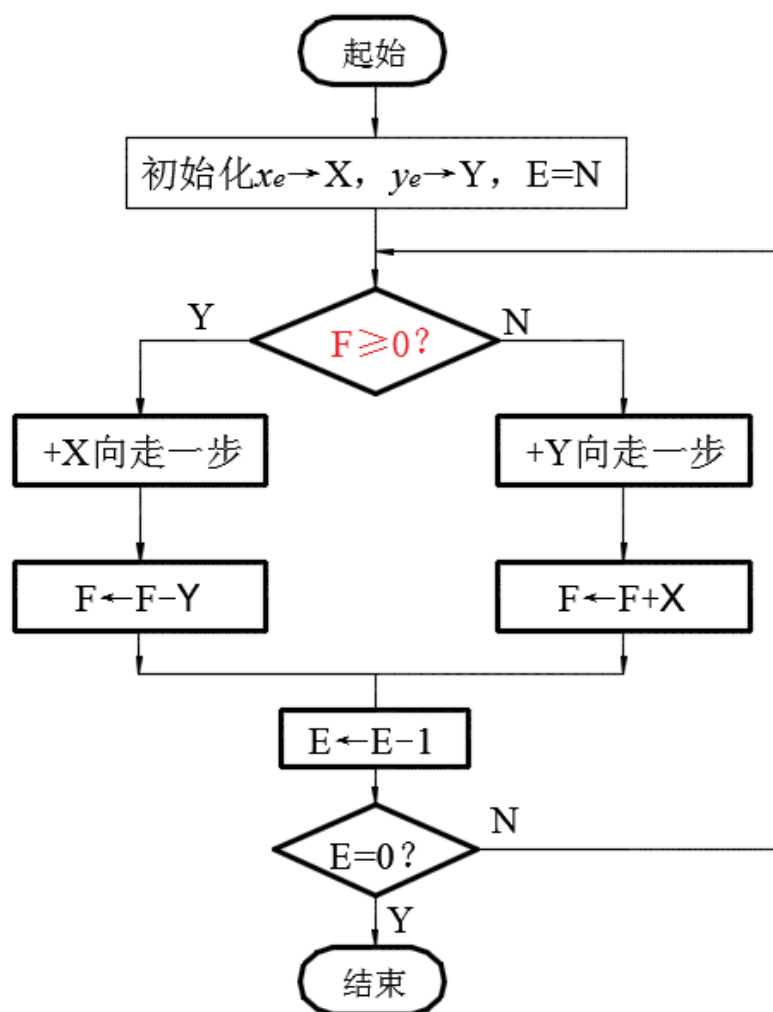 起始
初始化xe→X，ye→Y，E=N
Y
F≥0？
N
+X向走一步
+Y向走一步
F←F-Y
F←F+X
E←E-1
E=0？
N
Y
结束